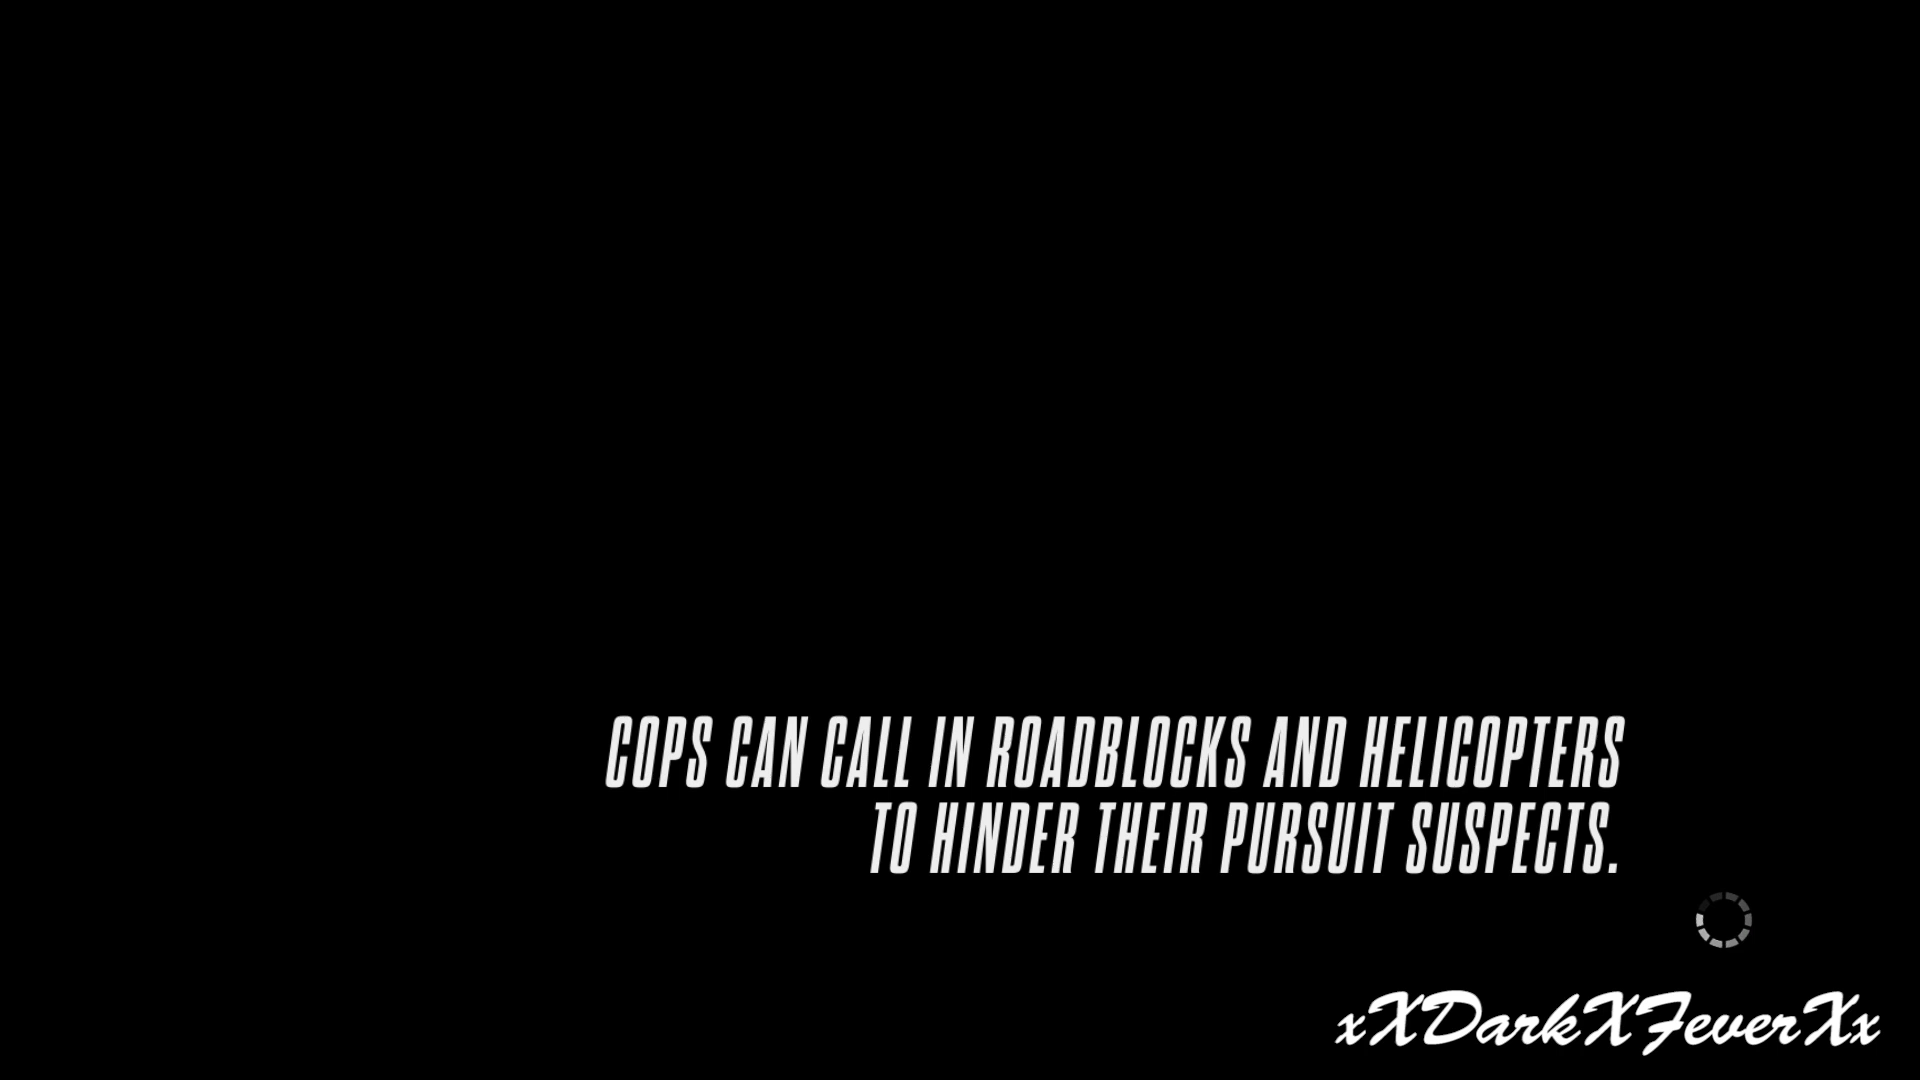 COPS CAN CALL IN ROADBLOCKS AND HELICOPTERS
TO HINDER THEIR PURSUIT SUSPECTS.
xXDarkXFeverXx